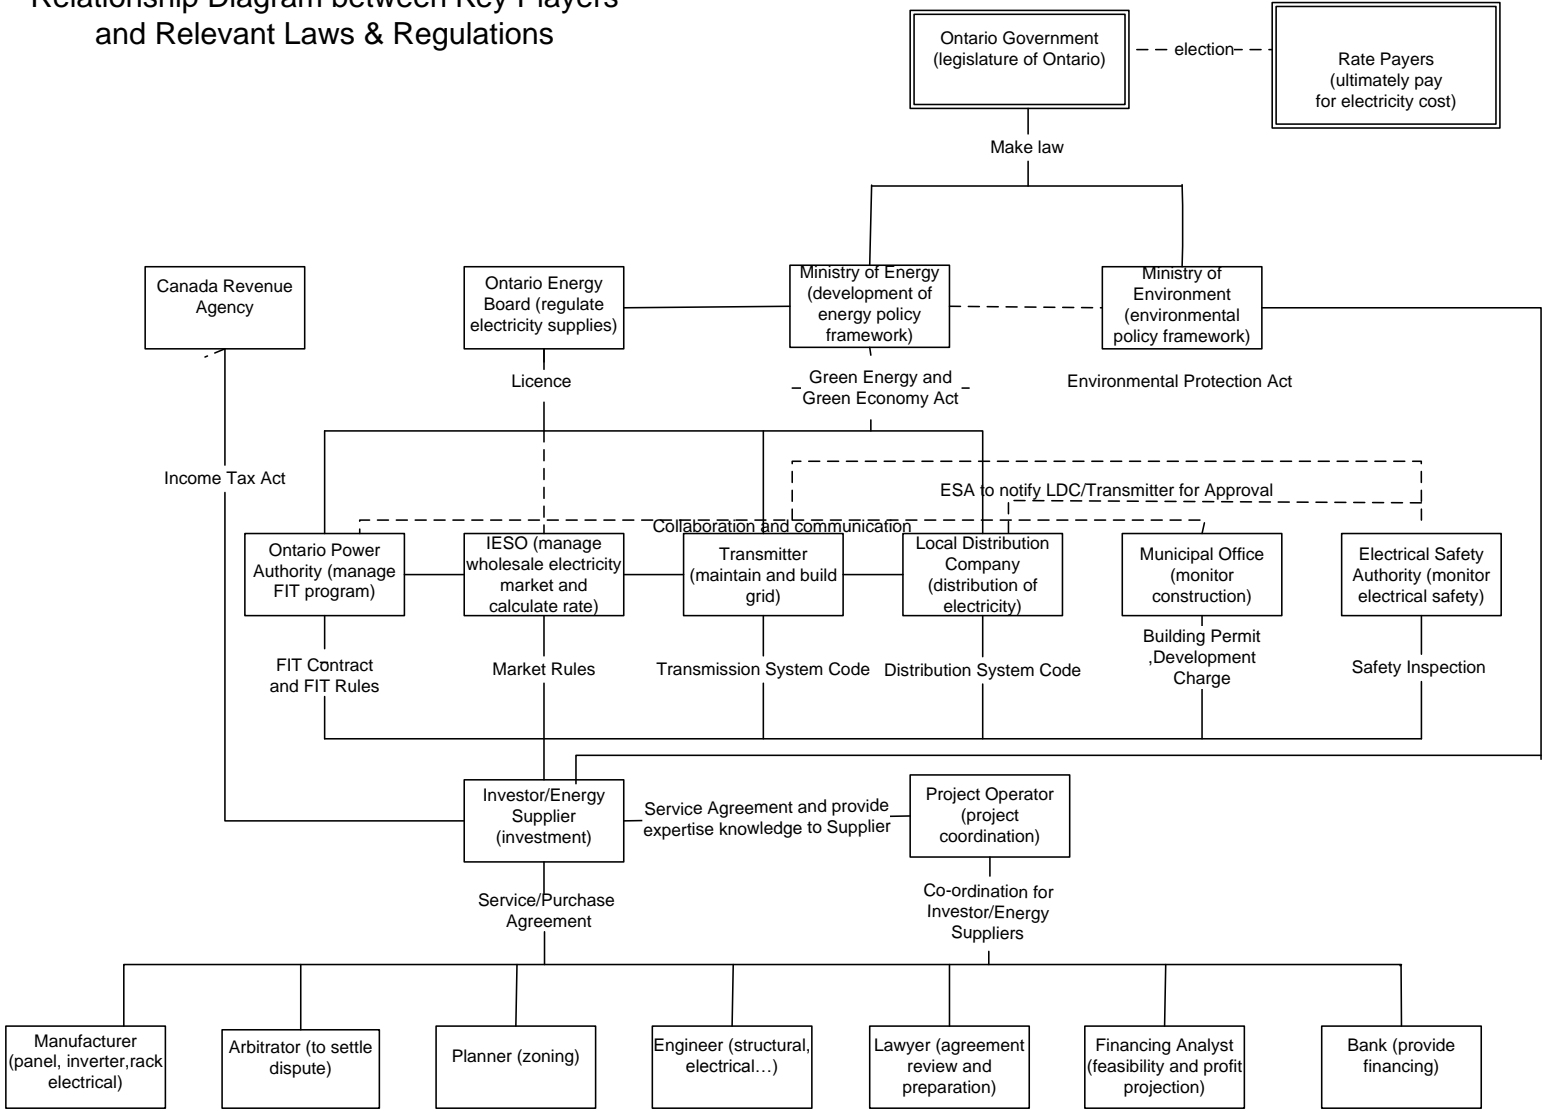 Relationship Diagram between Key Players
and Relevant Laws & Regulations
Ontario Government
(legislature of Ontario)
election
Rate Payers
(ultimately pay
for electricity cost)
Make law
Canada Revenue
Agency
Ontario Energy
Board (regulate
electricity supplies)
Ministry of Energy
(development of
energy policy
framework)
Ministry of
Environment
(environmental
policy framework)
Licence
Green Energy and
Green Economy Act
Environmental Protection Act
Income Tax Act
ESA to notify LDC/Transmitter for Approval
Collaboration and communication
Ontario Power
Authority (manage
FIT program)
IESO (manage
wholesale electricity
market and
calculate rate)
Transmitter
(maintain and build
grid)
Local Distribution
Company
(distribution of
electricity)
Municipal Office
(monitor
construction)
Electrical Safety
Authority (monitor
electrical safety)
FIT Contract
and FIT Rules
Market Rules
Transmission System Code
Distribution System Code
Building Permit
,Development
Charge
Safety Inspection
Investor/Energy
Supplier
(investment)
Service Agreement and provide
expertise knowledge to Supplier
Project Operator
(project
coordination)
Service/Purchase
Agreement
Co-ordination for
Investor/Energy
Suppliers
Manufacturer
(panel, inverter,rack
electrical)
Arbitrator (to settle
dispute)
Planner (zoning)
Engineer (structural,
electrical…)
Lawyer (agreement
review and
preparation)
Financing Analyst
(feasibility and profit
projection)
Bank (provide
financing)